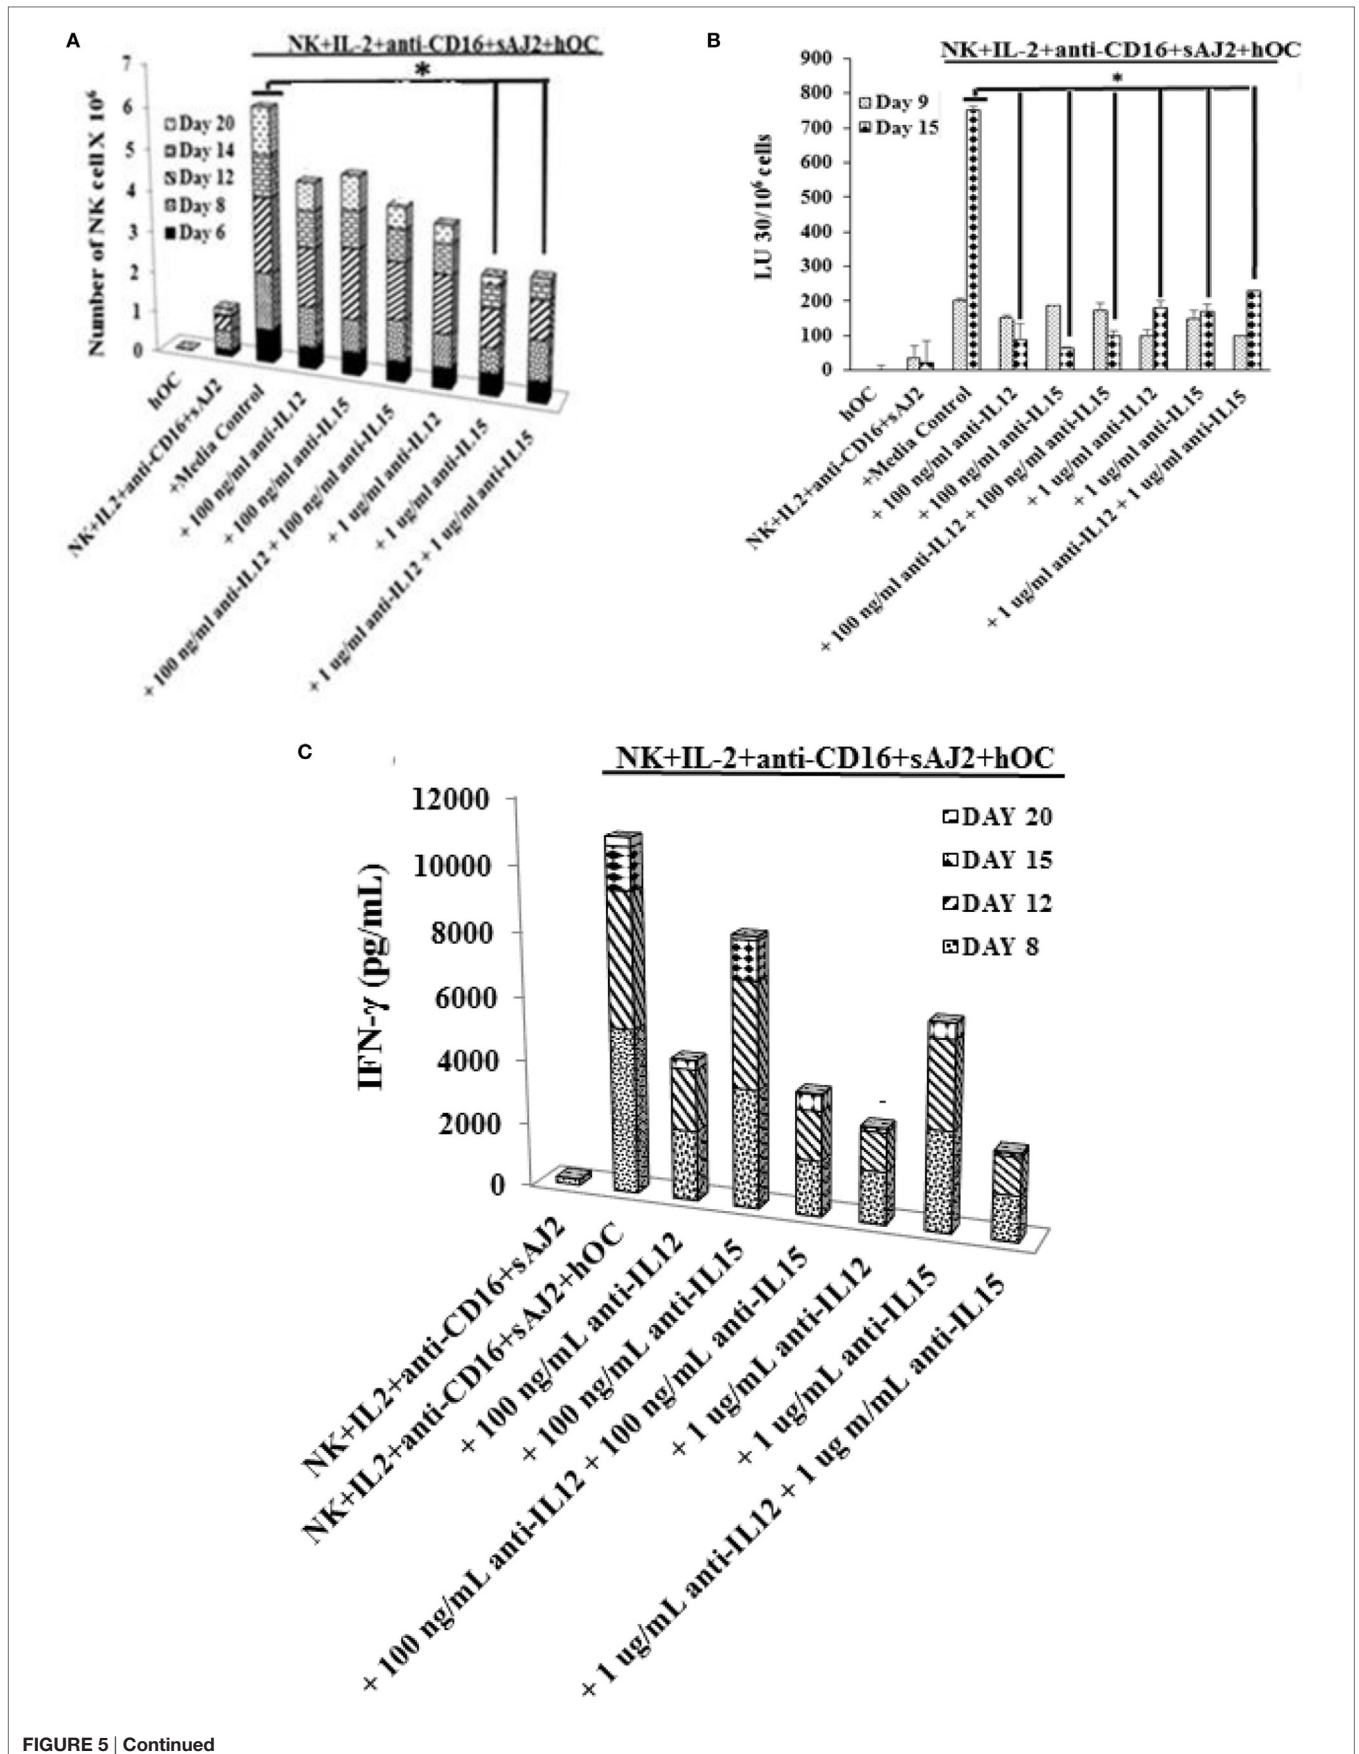 A
NK+IL-2+anti-CD16+sAJ2+hOC
*
Number of NK cell X 10⁶
7
6
5
4
3
2
1
0
Day 20
Day 14
Day 12
Day 8
Day 6
hOC
NK+IL2+anti-CD16+sAJ2
+Media Control
+ 100 ng/ml anti-IL12
+ 100 ng/ml anti-IL15
+ 100 ng/ml anti-IL12 + 100 ng/ml anti-IL15
+ 1 ug/ml anti-IL12
+ 1 ug/ml anti-IL15
+ 1 ug/ml anti-IL12 + 1 ug/ml anti-IL15
B
NK+IL-2+anti-CD16+sAJ2+hOC
*
LU 30/10⁶ cells
900
800
700
600
500
400
300
200
100
0
Day 9
Day 15
hOC
NK+IL2+anti-CD16+sAJ2
+Media Control
+ 100 ng/ml anti-IL12
+ 100 ng/ml anti-IL15
+ 100 ng/ml anti-IL12 + 100 ng/ml anti-IL15
+ 1 ug/ml anti-IL12
+ 1 ug/ml anti-IL15
+ 1 ug/ml anti-IL12 + 1 ug/ml anti-IL15
C
NK+IL-2+anti-CD16+sAJ2+hOC
IFN-γ (pg/mL)
12000
10000
8000
6000
4000
2000
0
DAY 20
DAY 15
DAY 12
DAY 8
NK+IL2+anti-CD16+sAJ2
NK+IL2+anti-CD16+sAJ2+hOC
+ 100 ng/mL anti-IL12
+ 100 ng/mL anti-IL15
+ 100 ng/mL anti-IL12 + 100 ng/mL anti-IL15
+ 1 ug/mL anti-IL12
+ 1 ug/mL anti-IL15
+ 1 ug/mL anti-IL12 + 1 ug m/mL anti-IL15
FIGURE 5 | Continued